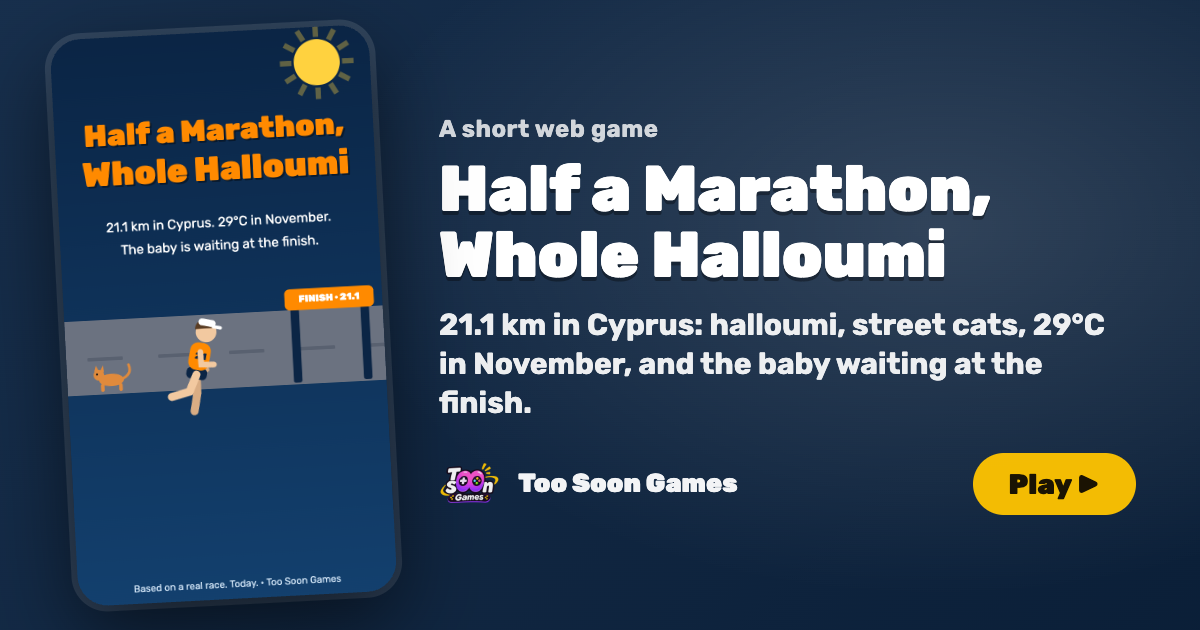 Half a Marathon,
Whole Halloumi
21.1 km in Cyprus. 29°C in November.
The baby is waiting at the finish.
FINISH · 21.1
Based on a real race. Today. · Too Soon Games
A short web game
Half a Marathon,
Whole Halloumi
21.1 km in Cyprus: halloumi, street cats, 29°C
in November, and the baby waiting at the
finish.
Too Soon Games
Too Soon Games
Play